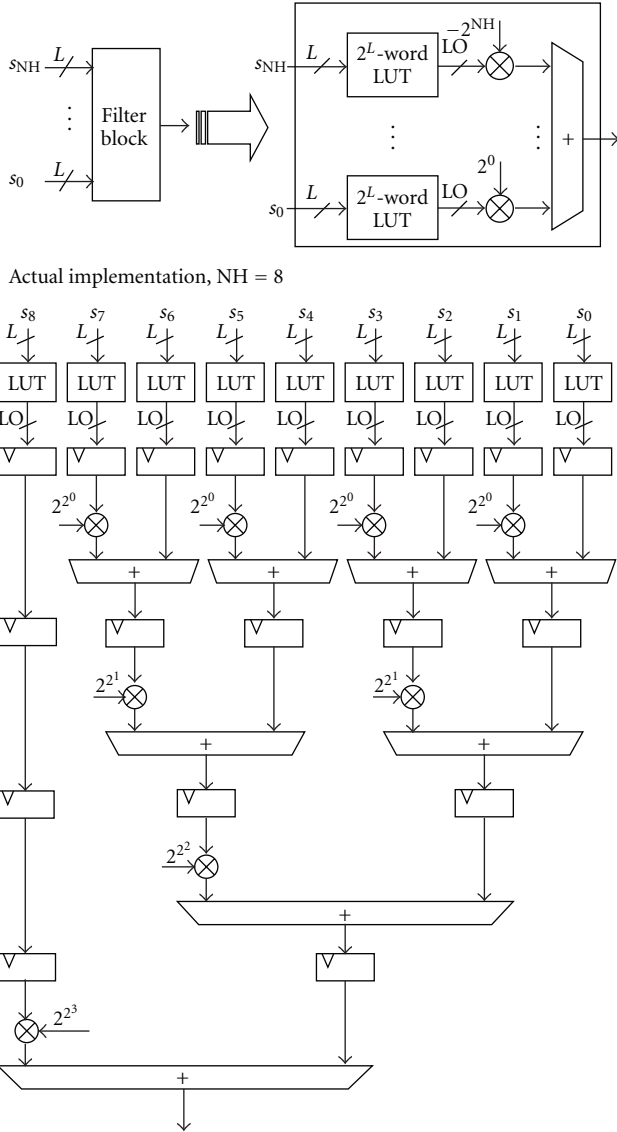 s_NH L
⋮
s_0 L
Filter
block
s_NH L
2^L-word
LUT
LO
−2^NH
⋮ ⋮
+
s_0 L
2^L-word
LUT
LO
2^0
Actual implementation, NH = 8
s_8 s_7 s_6 s_5 s_4 s_3 s_2 s_1 s_0
L L L L L L L L L
LUT LUT LUT LUT LUT LUT LUT LUT LUT
LO LO LO LO LO LO LO LO LO
2^{2^0} 2^{2^0} 2^{2^0} 2^{2^0}
+ + + +
2^{2^1} 2^{2^1}
+ +
2^{2^2}
+
2^{2^3}
+